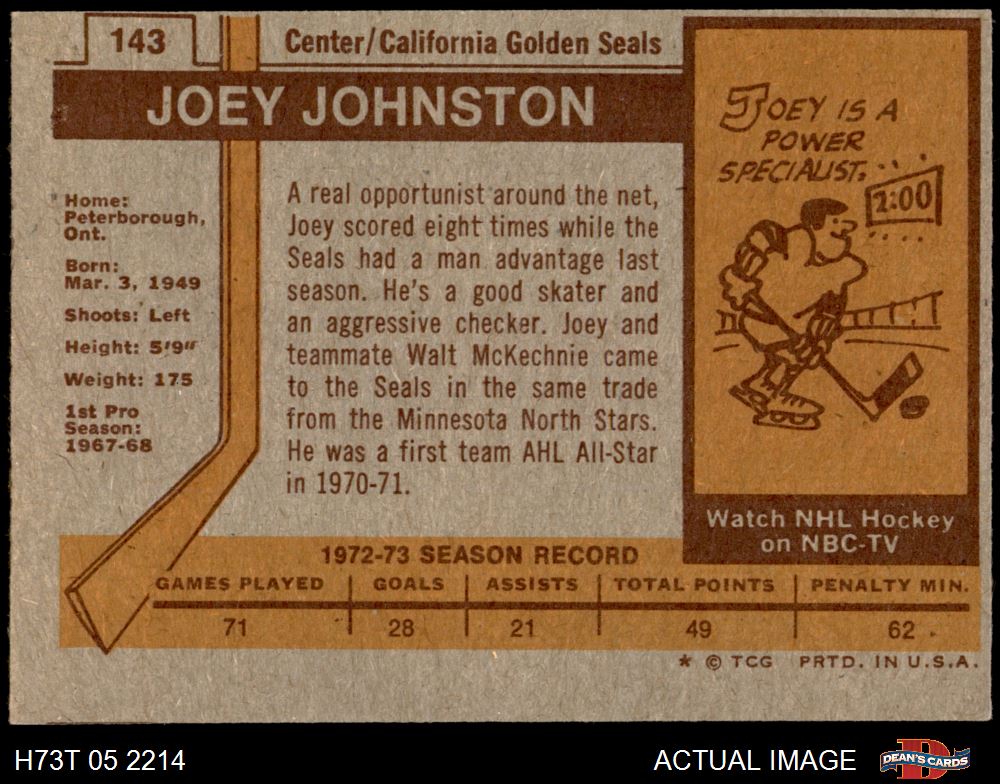 143
Center/California Golden Seals
JOEY JOHNSTON
Home:
Peterborough,
Ont.
Born:
Mar. 3, 1949
Shoots: Left
Height: 5'9"
Weight: 175
1st Pro
Season:
1967-68
A real opportunist around the net,
Joey scored eight times while the
Seals had a man advantage last
season. He's a good skater and
an aggressive checker. Joey and
teammate Walt McKechnie came
to the Seals in the same trade
from the Minnesota North Stars.
He was a first team AHL All-Star
in 1970-71.
JOEY IS A
POWER
SPECIALIST.
2:00
Watch NHL Hockey
on NBC-TV
1972-73 SEASON RECORD
GAMES PLAYED GOALS ASSISTS TOTAL POINTS PENALTY MIN.
71 28 21 49 62
* © TCG PRTD. IN U.S.A.
H73T 05 2214 ACTUAL IMAGE DEAN'S CARDS